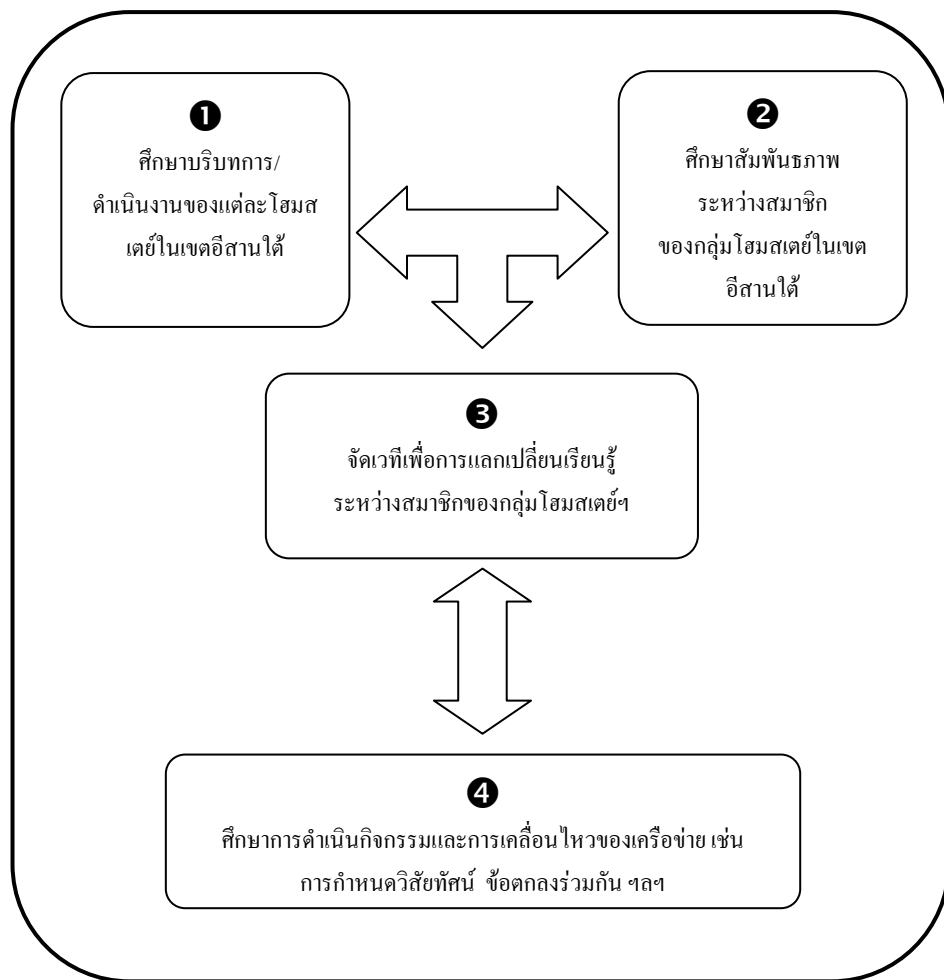 ❶
ศึกษาบริบทการ/
ดำเนินงานของแต่ละโฮมส
เตย์ในเขตอีสานใต้
❷
ศึกษาสัมพันธภาพ
ระหว่างสมาชิก
ของกลุ่มโฮมสเตย์ในเขต
อีสานใต้
❸
จัดเวทีเพื่อการแลกเปลี่ยนเรียนรู้
ระหว่างสมาชิกของกลุ่มโฮมสเตย์ฯ
❹
ศึกษาการดำเนินกิจกรรมและการเคลื่อนไหวของเครือข่าย เช่น
การกำหนดวิสัยทัศน์ ข้อตกลงร่วมกัน ฯลฯ